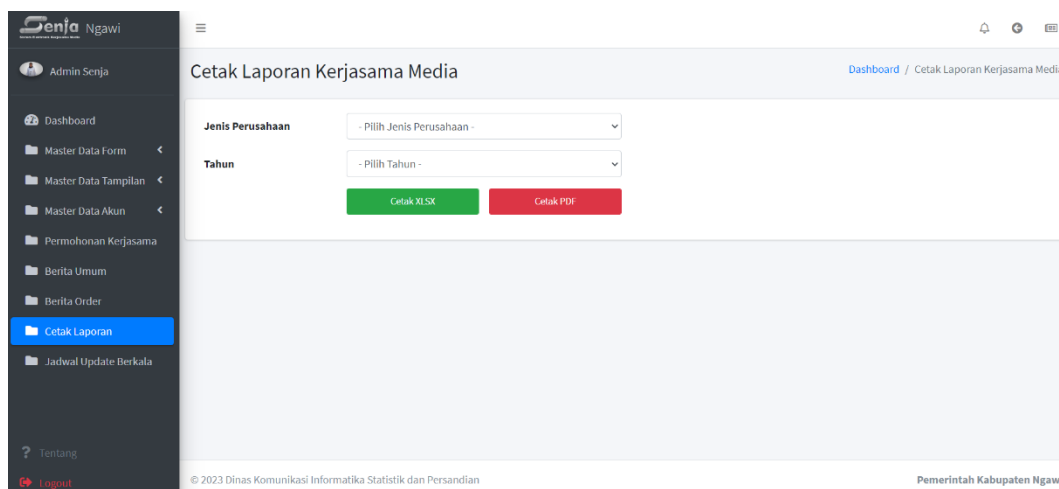 Senja Ngawi
Admin Senja
Dashboard
Master Data Form
Master Data Tampilan
Master Data Akun
Permohonan Kerjasama
Berita Umum
Berita Order
Cetak Laporan
Jadwal Update Berkala
? Tentang
Logout
Cetak Laporan Kerjasama Media
Dashboard / Cetak Laporan Kerjasama Media
Jenis Perusahaan
- Pilih Jenis Perusahaan -
Tahun
- Pilih Tahun -
Cetak XLSX
Cetak PDF
© 2023 Dinas Komunikasi Informatika Statistik dan Persandian
Pemerintah Kabupaten Ngaw